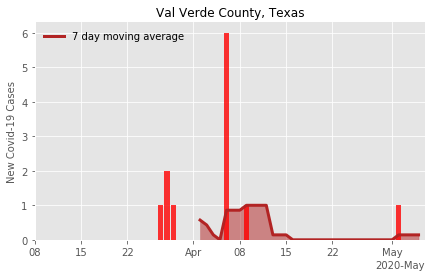 Val Verde County, Texas
7 day moving average
New Covid-19 Cases
6
5
4
3
2
1
0
08 15 22 Apr 08 15 22 May
2020-May